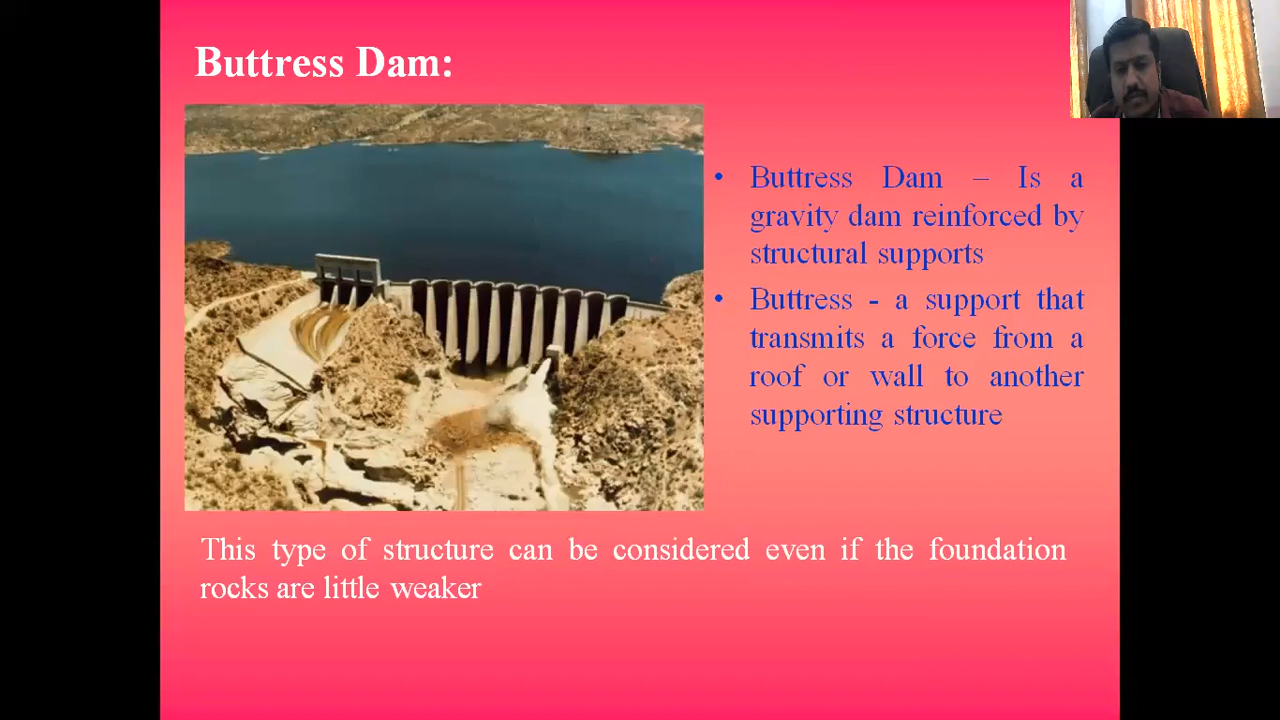 Buttress Dam:
• Buttress Dam – Is a
gravity dam reinforced by
structural supports
• Buttress - a support that
transmits a force from a
roof or wall to another
supporting structure
This type of structure can be considered even if the foundation
rocks are little weaker